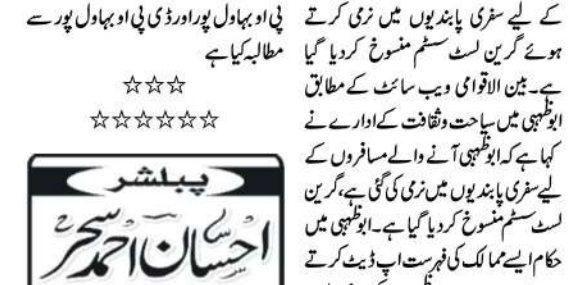 کے لیے سفری پابندیوں میں نرمی کرتے
ہوئے گرین لسٹ سسٹم منسوخ کردیا گیا
ہے۔ بین الاقوامی ویب سائٹ کے مطابق
ابوظہبی میں سیاحت وثقافت کے ادارے نے
کہا ہے کہ ابوظہبی آنے والے مسافروں کے
لیے سفری پابندیوں میں نرمی کی گئی ہے، گرین
لسٹ سسٹم منسوخ کردیا گیا ہے۔ ابوظہبی میں
حکام ایسے ممالک کی فہرست اپ ڈیٹ کرتے
پی او بہاول پور اور ڈی پی او بہاول پور سے
مطالبہ کیا ہے
☆☆☆
☆☆☆☆☆☆
پبلشر
احسان احمد سحر